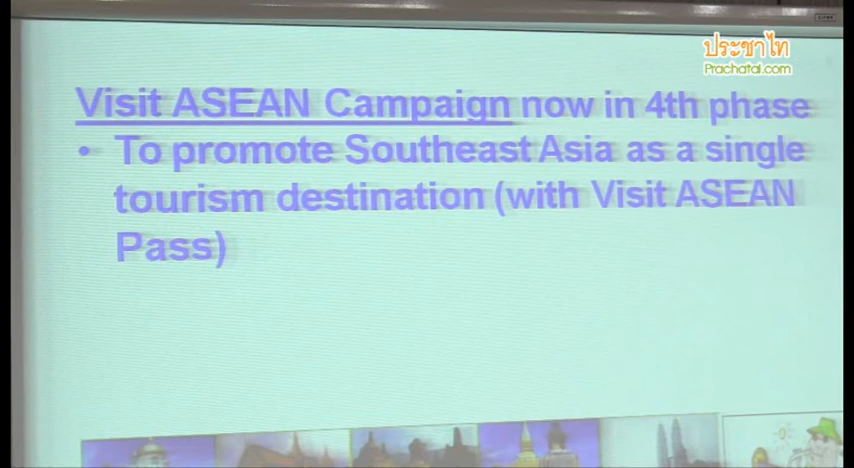 ประชาไท
Prachatai.com
Visit ASEAN Campaign now in 4th phase
• To promote Southeast Asia as a single
tourism destination (with Visit ASEAN
Pass)